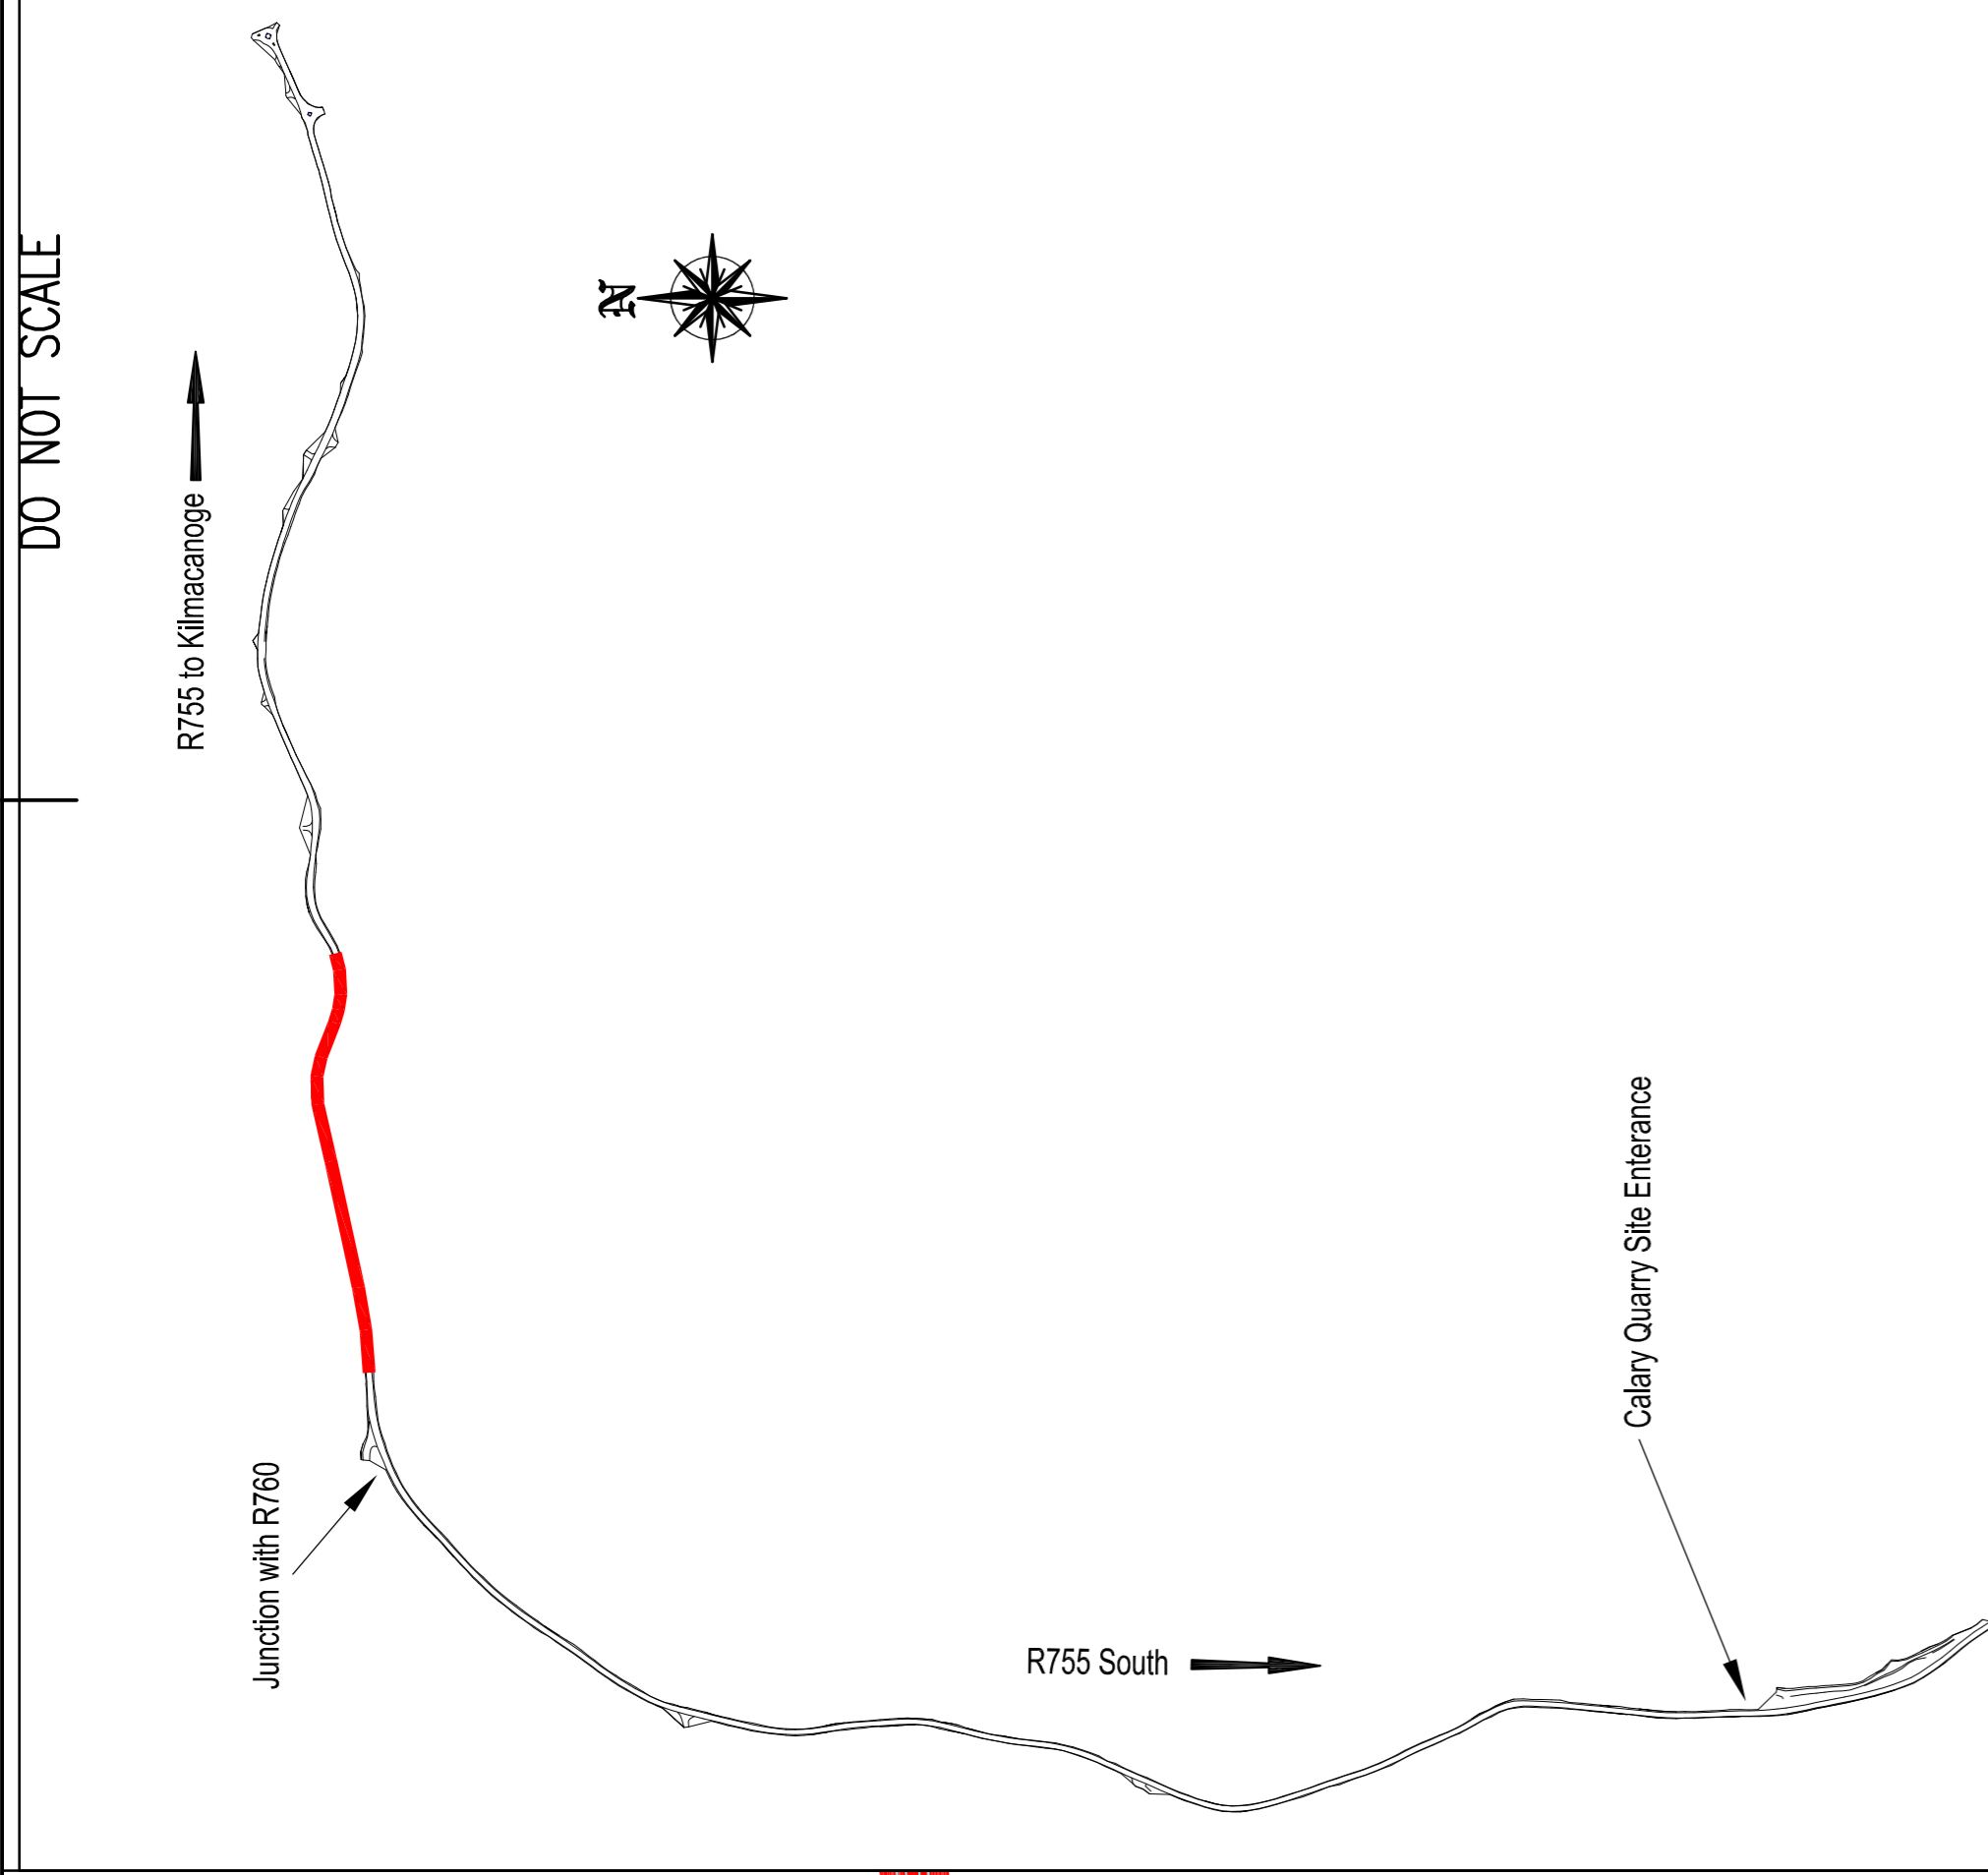 DO NOT SCALE
R755 to Kilmacanoge
N
Calary Quarry Site Enterance
Junction with R760
R755 South